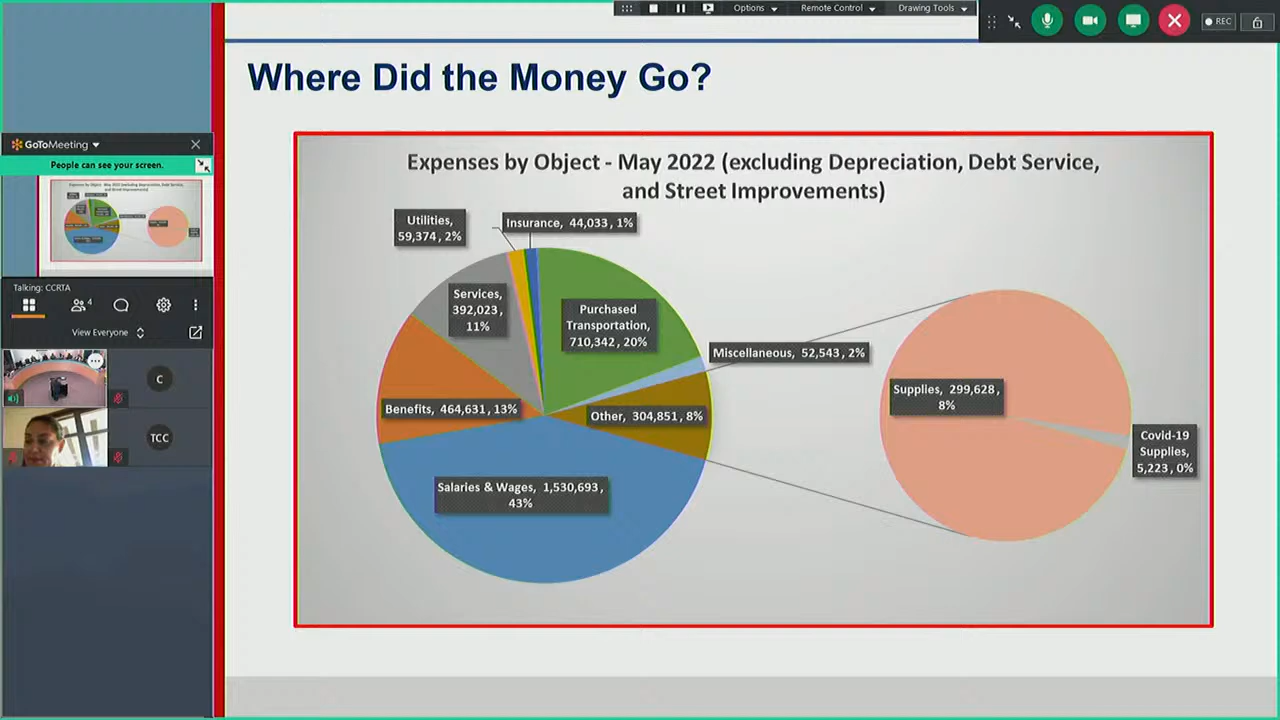 Options
Remote Control
Drawing Tools
REC
Where Did the Money Go?
GoToMeeting
People can see your screen.
Talking: CCRTA
4
View Everyone
C
TCC
Expenses by Object - May 2022 (excluding Depreciation, Debt Service,
and Street Improvements)
Utilities,
59,374, 2%
Insurance, 44,033, 1%
Services,
392,023,
11%
Purchased
Transportation,
710,342, 20%
Miscellaneous, 52,543, 2%
Benefits, 464,631, 13%
Other, 304,851, 8%
Supplies, 299,628,
8%
Covid-19
Supplies,
5,223, 0%
Salaries & Wages, 1,530,693,
43%